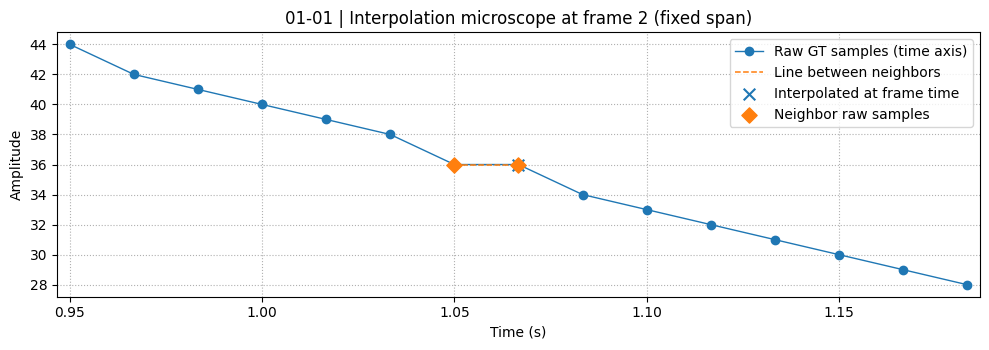 01-01 | Interpolation microscope at frame 2 (fixed span)
Raw GT samples (time axis)
Line between neighbors
Interpolated at frame time
Neighbor raw samples
Amplitude
44
42
40
38
36
34
32
30
28
0.95 1.00 1.05 1.10 1.15
Time (s)